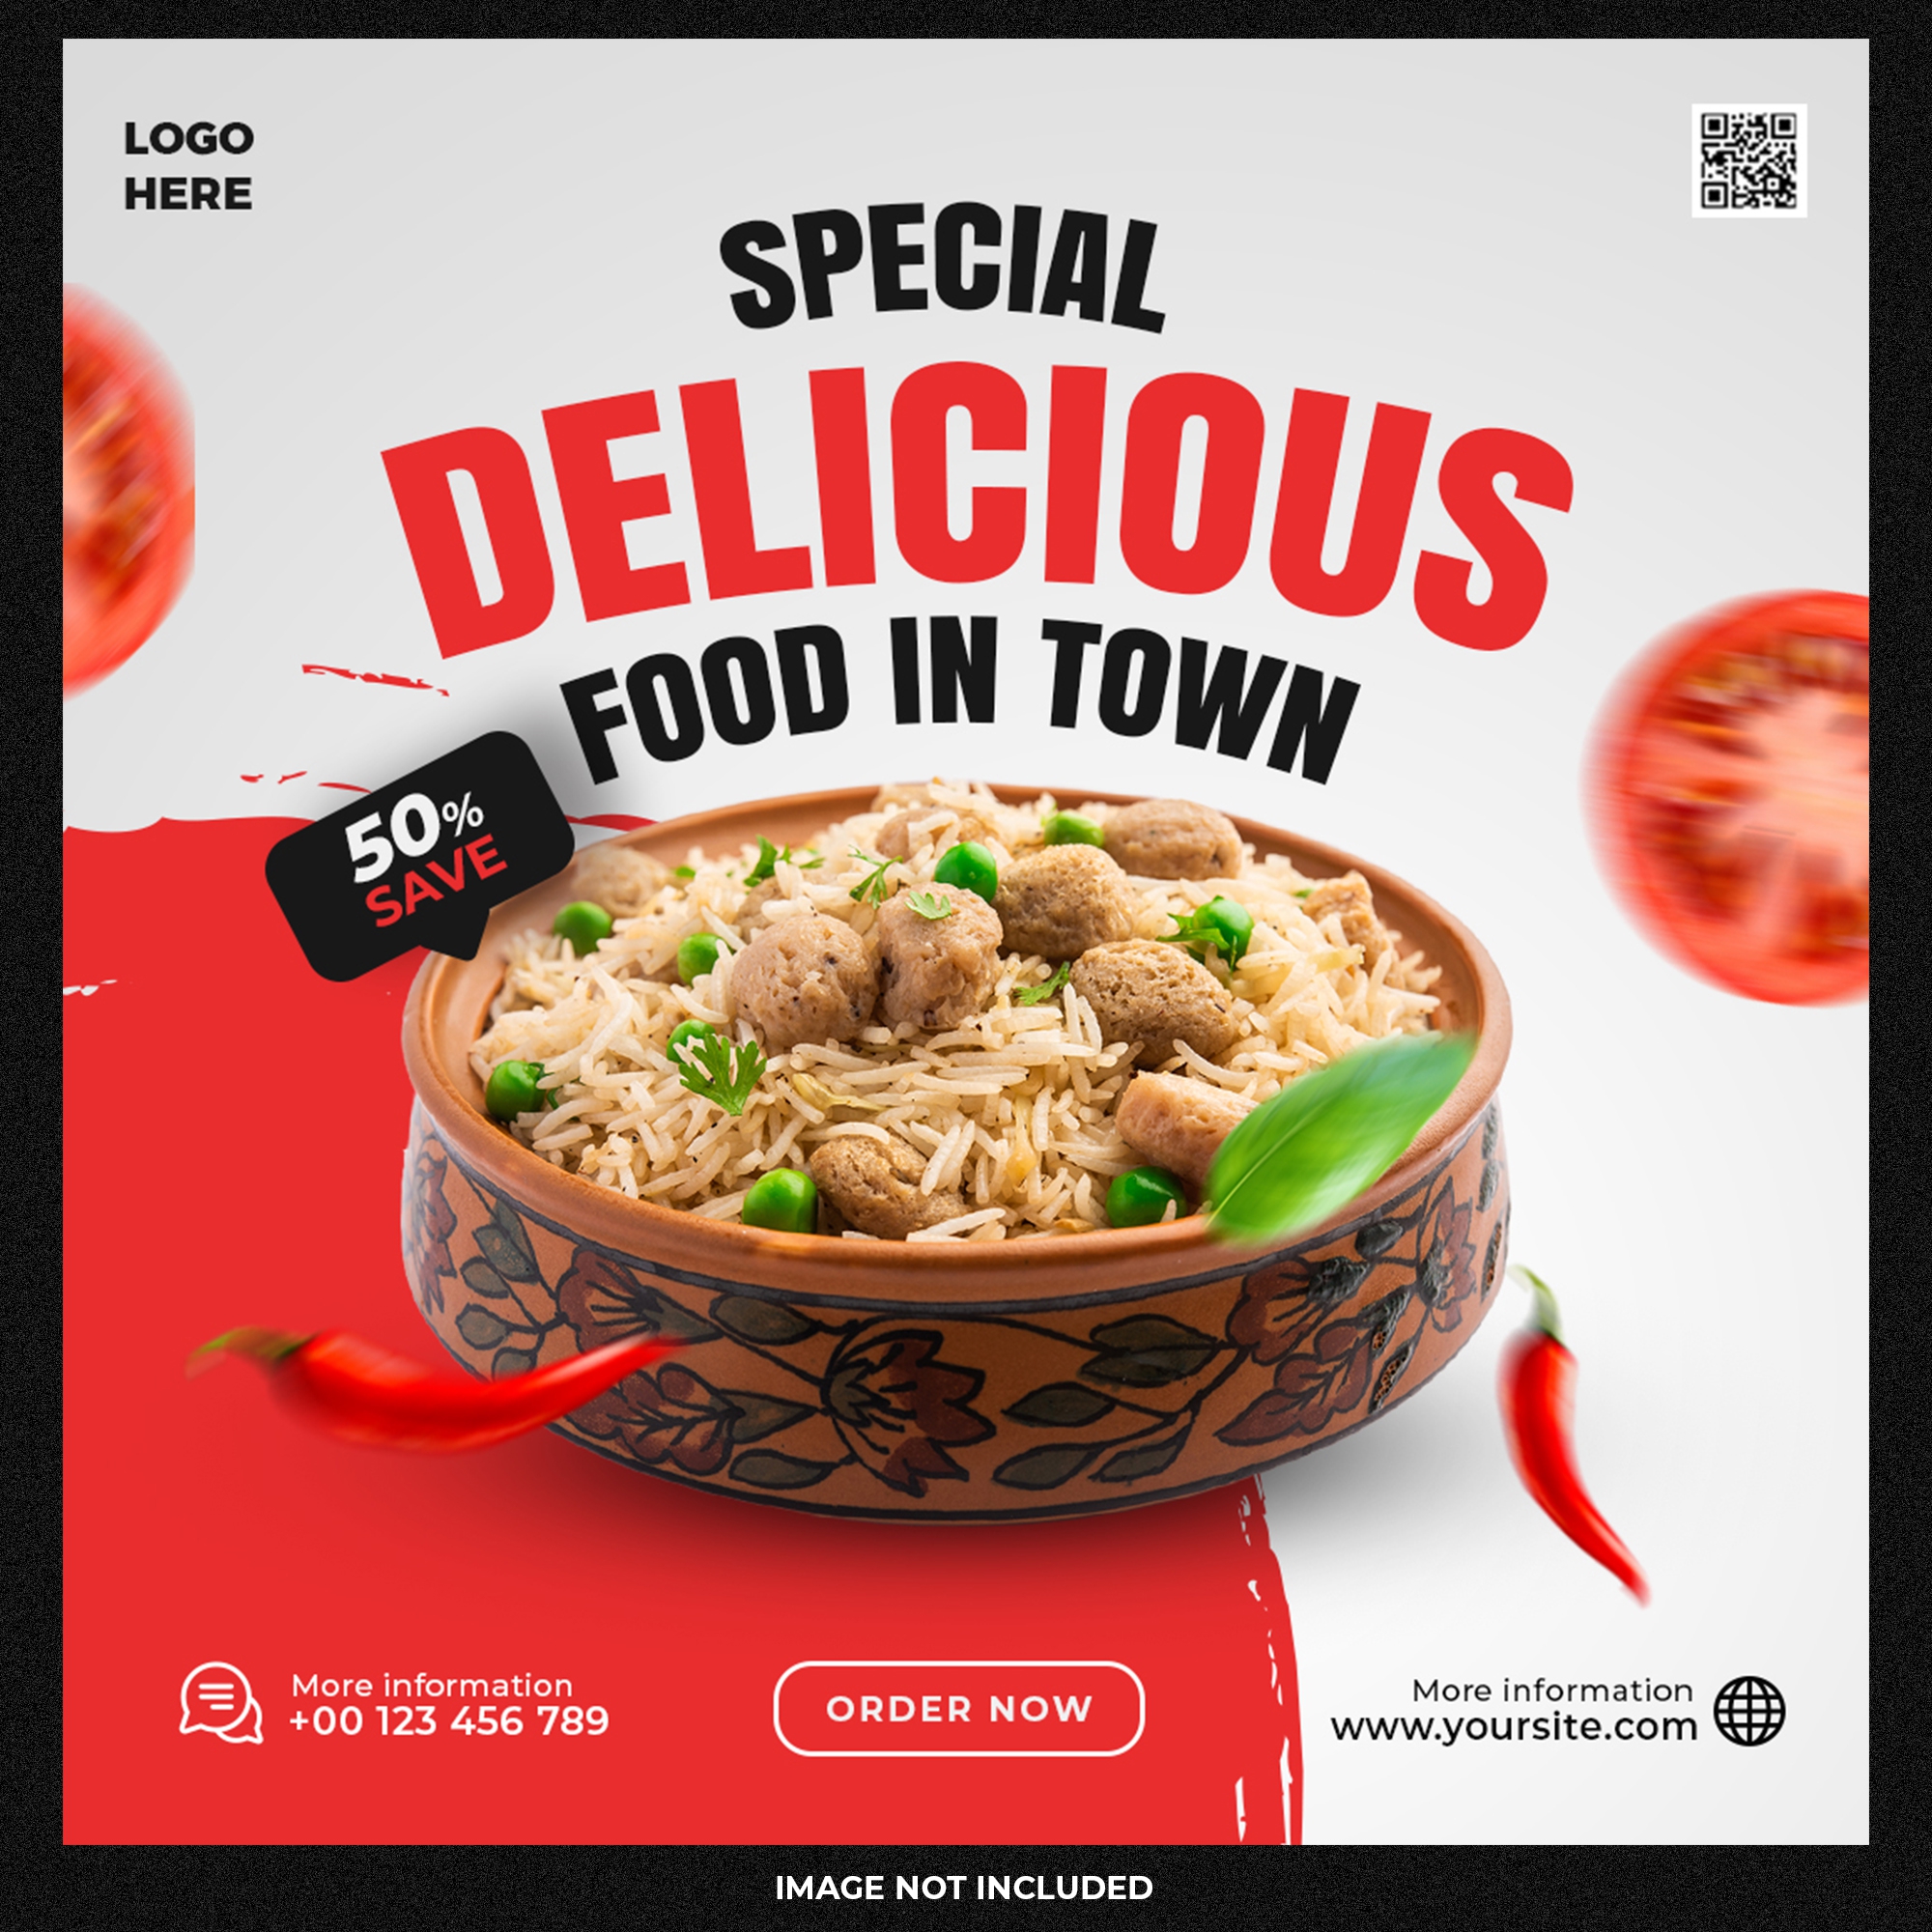 LOGO
HERE
SPECIAL
DELICIOUS
FOOD IN TOWN
50%
SAVE
More information
+00 123 456 789
ORDER NOW
More information
www.yoursite.com
IMAGE NOT INCLUDED